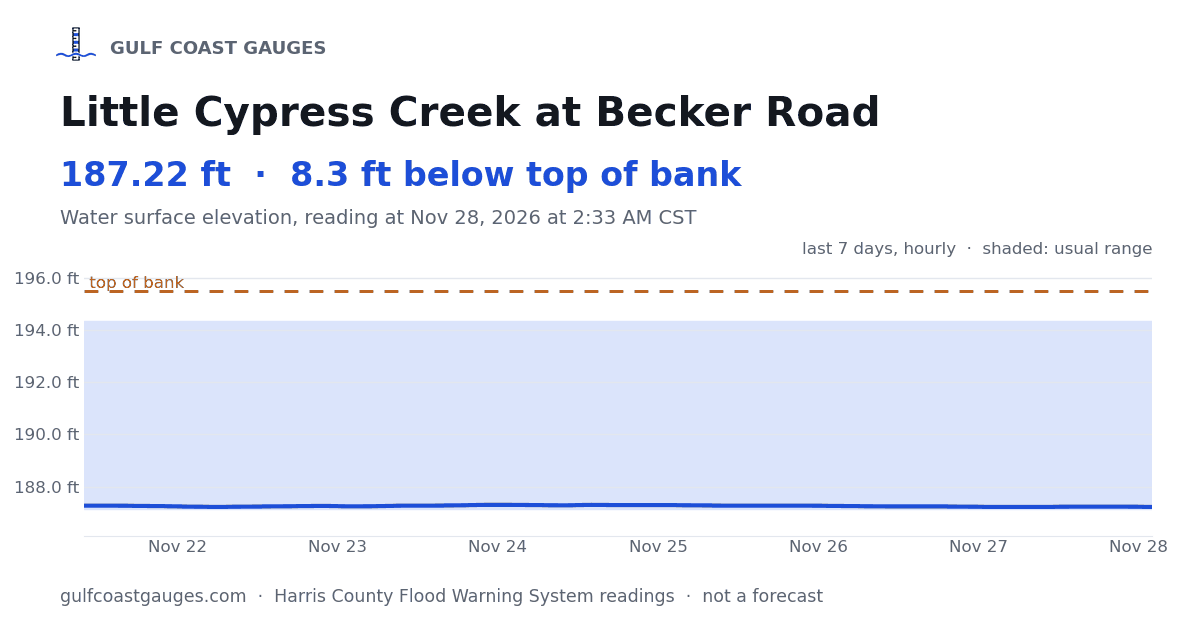 GULF COAST GAUGES
Little Cypress Creek at Becker Road
187.22 ft · 8.3 ft below top of bank
Water surface elevation, reading at Nov 28, 2026 at 2:33 AM CST
last 7 days, hourly · shaded: usual range
196.0 ft
top of bank
194.0 ft
192.0 ft
190.0 ft
188.0 ft
Nov 22 Nov 23 Nov 24 Nov 25 Nov 26 Nov 27 Nov 28
gulfcoastgauges.com · Harris County Flood Warning System readings · not a forecast